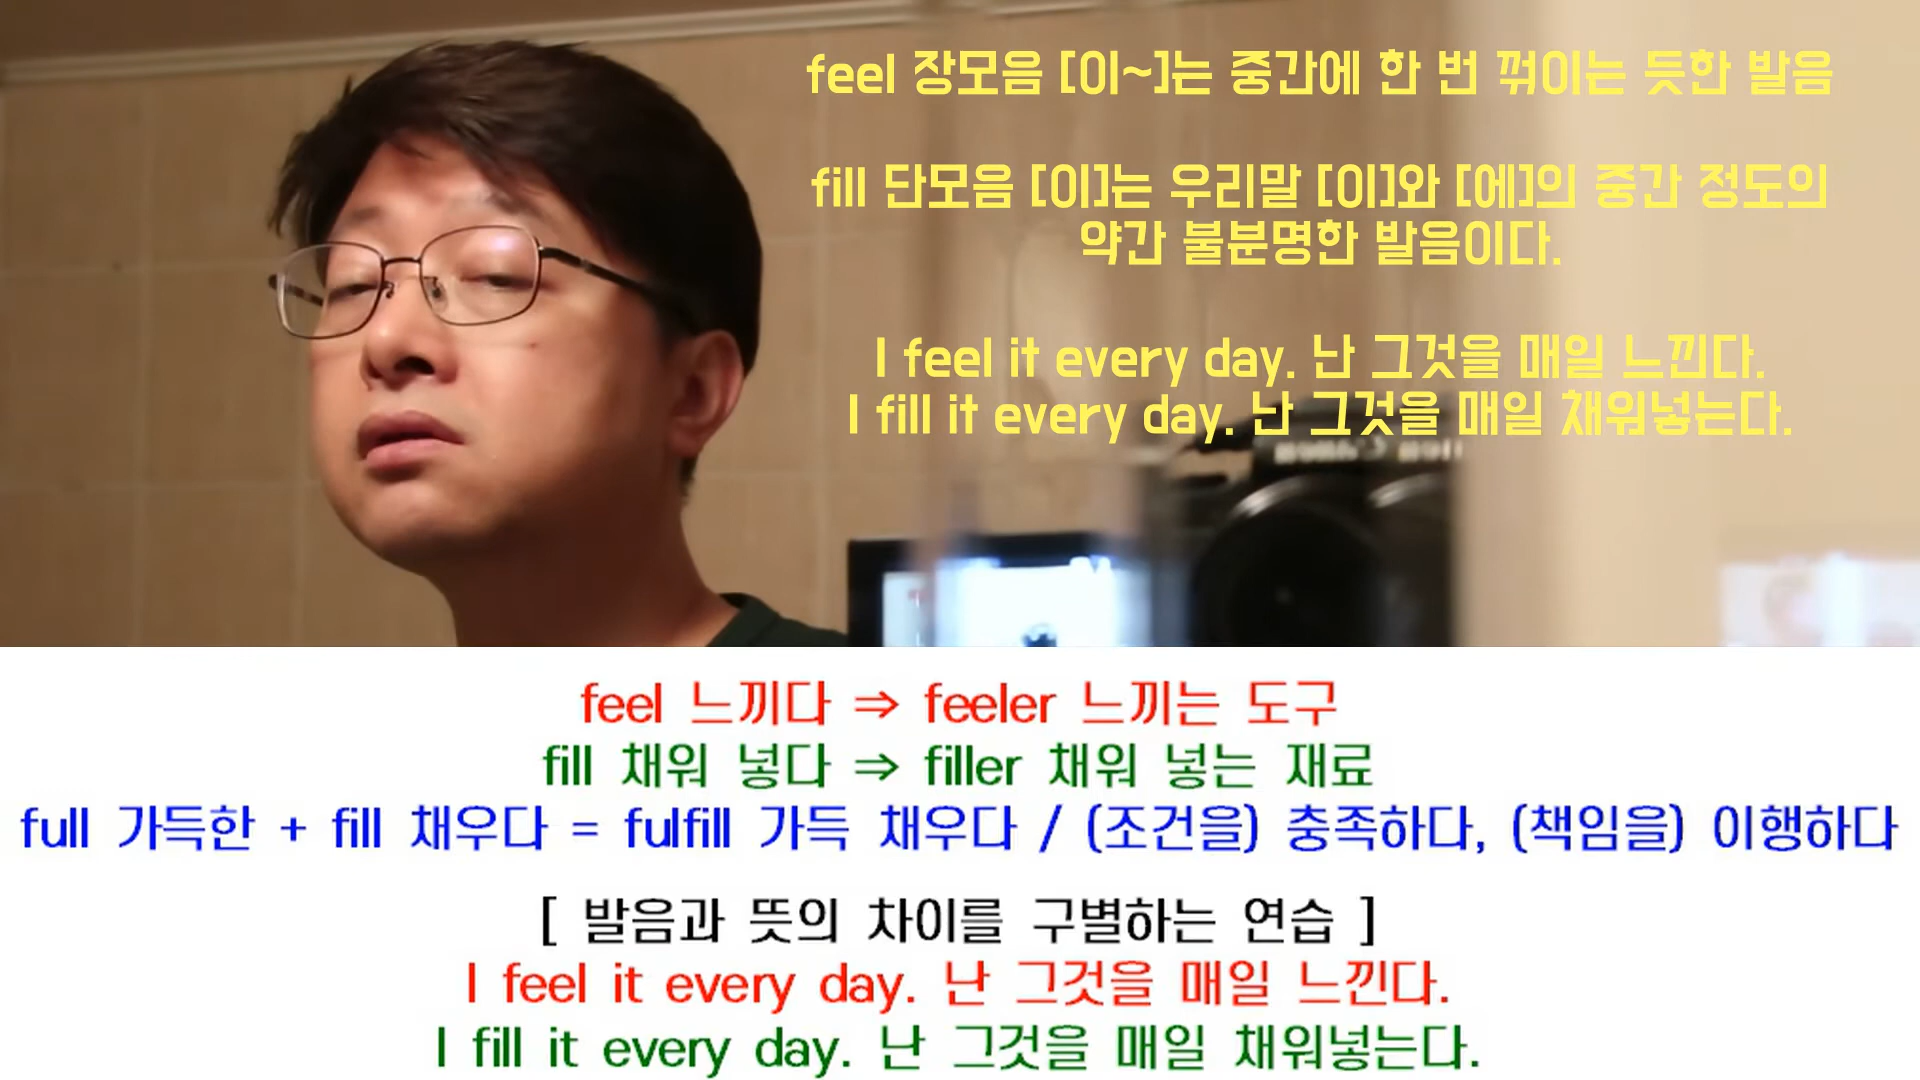 feel 장모음 [이~]는 중간에 한 번 꺾이는 듯한 발음
fill 단모음 [이]는 우리말 [이]와 [에]의 중간 정도의
약간 불분명한 발음이다.
I feel it every day. 난 그것을 매일 느낀다.
I fill it every day. 난 그것을 매일 채워넣는다.
feel 느끼다 ⇒ feeler 느끼는 도구
fill 채워 넣다 ⇒ filler 채워 넣는 재료
full 가득한 + fill 채우다 = fulfill 가득 채우다 / (조건을) 충족하다, (책임을) 이행하다
[ 발음과 뜻의 차이를 구별하는 연습 ]
I feel it every day. 난 그것을 매일 느낀다.
I fill it every day. 난 그것을 매일 채워넣는다.